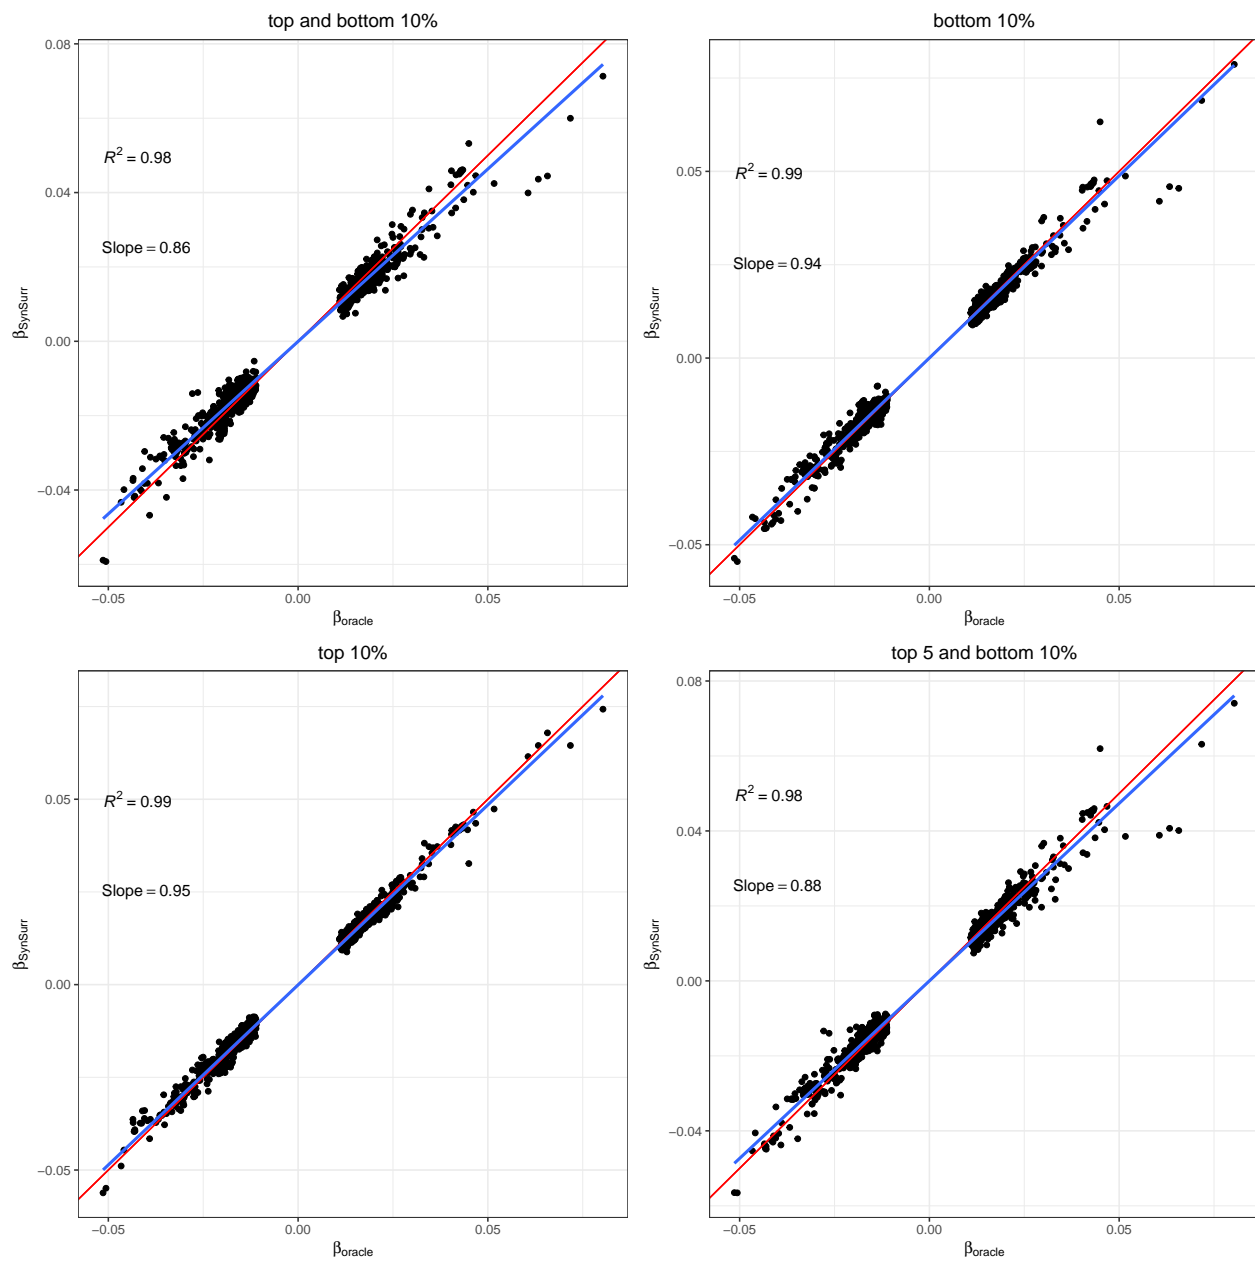 top and bottom 10%
0.08
0.04
0.00
−0.04
R² = 0.98
Slope = 0.86
βSynSurr
−0.05 0.00 0.05
βoracle
bottom 10%
0.05
0.00
−0.05
R² = 0.99
Slope = 0.94
βSynSurr
−0.05 0.00 0.05
βoracle
top 10%
0.05
0.00
−0.05
R² = 0.99
Slope = 0.95
βSynSurr
−0.05 0.00 0.05
βoracle
top 5 and bottom 10%
0.08
0.04
0.00
−0.04
R² = 0.98
Slope = 0.88
βSynSurr
−0.05 0.00 0.05
βoracle